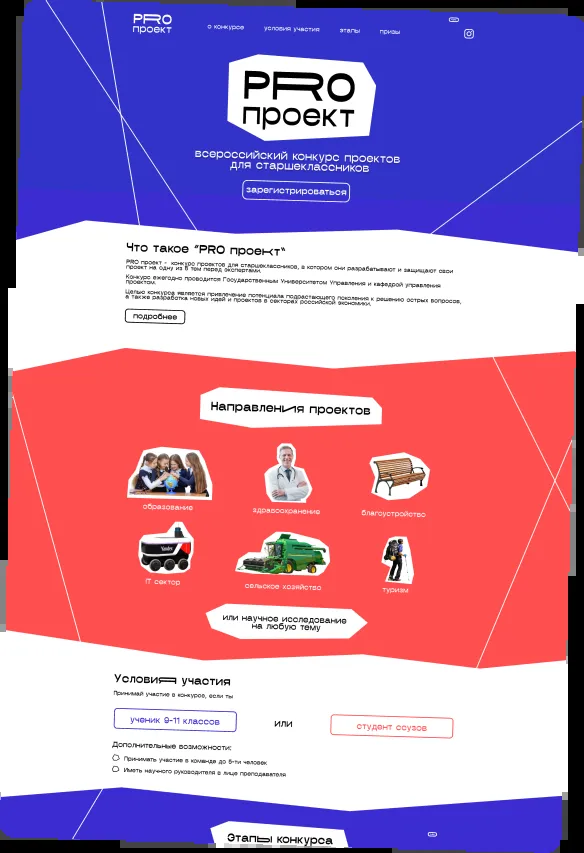 PRO
проект
о конкурсе
условия участия
этапы
призы
PRO
проект
всероссийский конкурс проектов
для старшеклассников
зарегистрироваться
Что такое "PRO проект"
PRO проект - конкурс проектов для старшеклассников, в котором они разрабатывают и защищают свои
проект на одну из 6 тем перед экспертами.
Конкурс ежегодно проводится Государственным Университетом Управления и кафедрой управления
проектом.
Целью конкурса является привлечение потенциала подрастающего поколения к решению острых вопросов,
а также разработка новых идей и проектов в секторах российской экономики.
подробнее
Направления проектов
образование
здравоохранение
благоустройство
Yandex
IT сектор
сельское хозяйство
туризм
или научное исследование
на любую тему
Условия участия
Принимай участие в конкурсе, если ты
ученик 9-11 классов
или
студент ссузов
Дополнительные возможности:
Принимать участие в команде до 5-ти человек
Иметь научного руководителя в лице преподавателя
Этапы конкурса